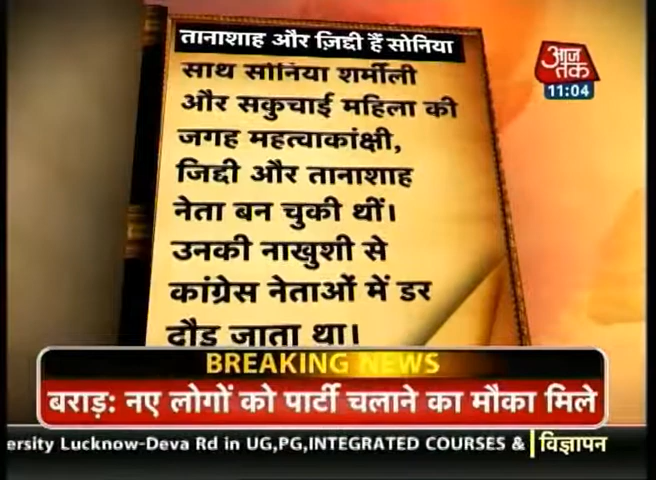 तानाशाह और ज़िद्दी हैं सोनिया
आज तक
11:04
साथ सोनिया शर्मीली
और सकुचाई महिला की
जगह महत्वाकांक्षी,
जिद्दी और तानाशाह
नेता बन चुकी थीं।
उनकी नाखुशी से
कांग्रेस नेताओं में डर
दौड़ जाता था।
BREAKING NEWS
बराड़: नए लोगों को पार्टी चलाने का मौका मिले
ersity Lucknow-Deva Rd in UG,PG,INTEGRATED COURSES & विज्ञापन